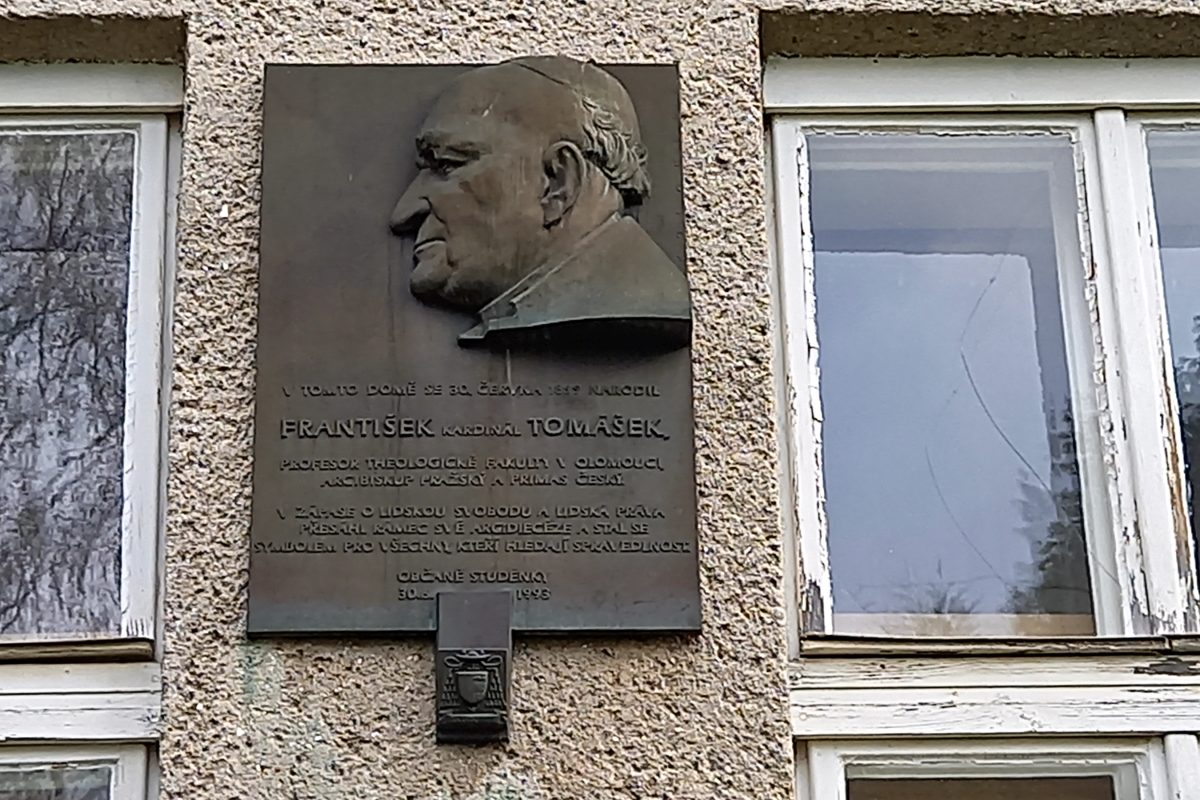 V TOMTO DOMĚ SE 30. ČERVNA 1899 NARODIL
FRANTIŠEK KARDINÁL TOMÁŠEK,
PROFESOR THEOLOGICKÉ FAKULTY V OLOMOUCI,
ARCIBISKUP PRAŽSKÝ A PRIMAS ČESKÝ.
V ZÁPASE O LIDSKOU SVOBODU A LIDSKÁ PRÁVA
PŘESÁHL RÁMEC SVÉ ARCIDIECÉZE A STAL SE
SYMBOLEM PRO VŠECHNY, KTEŘÍ HLEDAJÍ SPRAVEDLNOST.
OBČANÉ STUDÉNKY
30. 1993